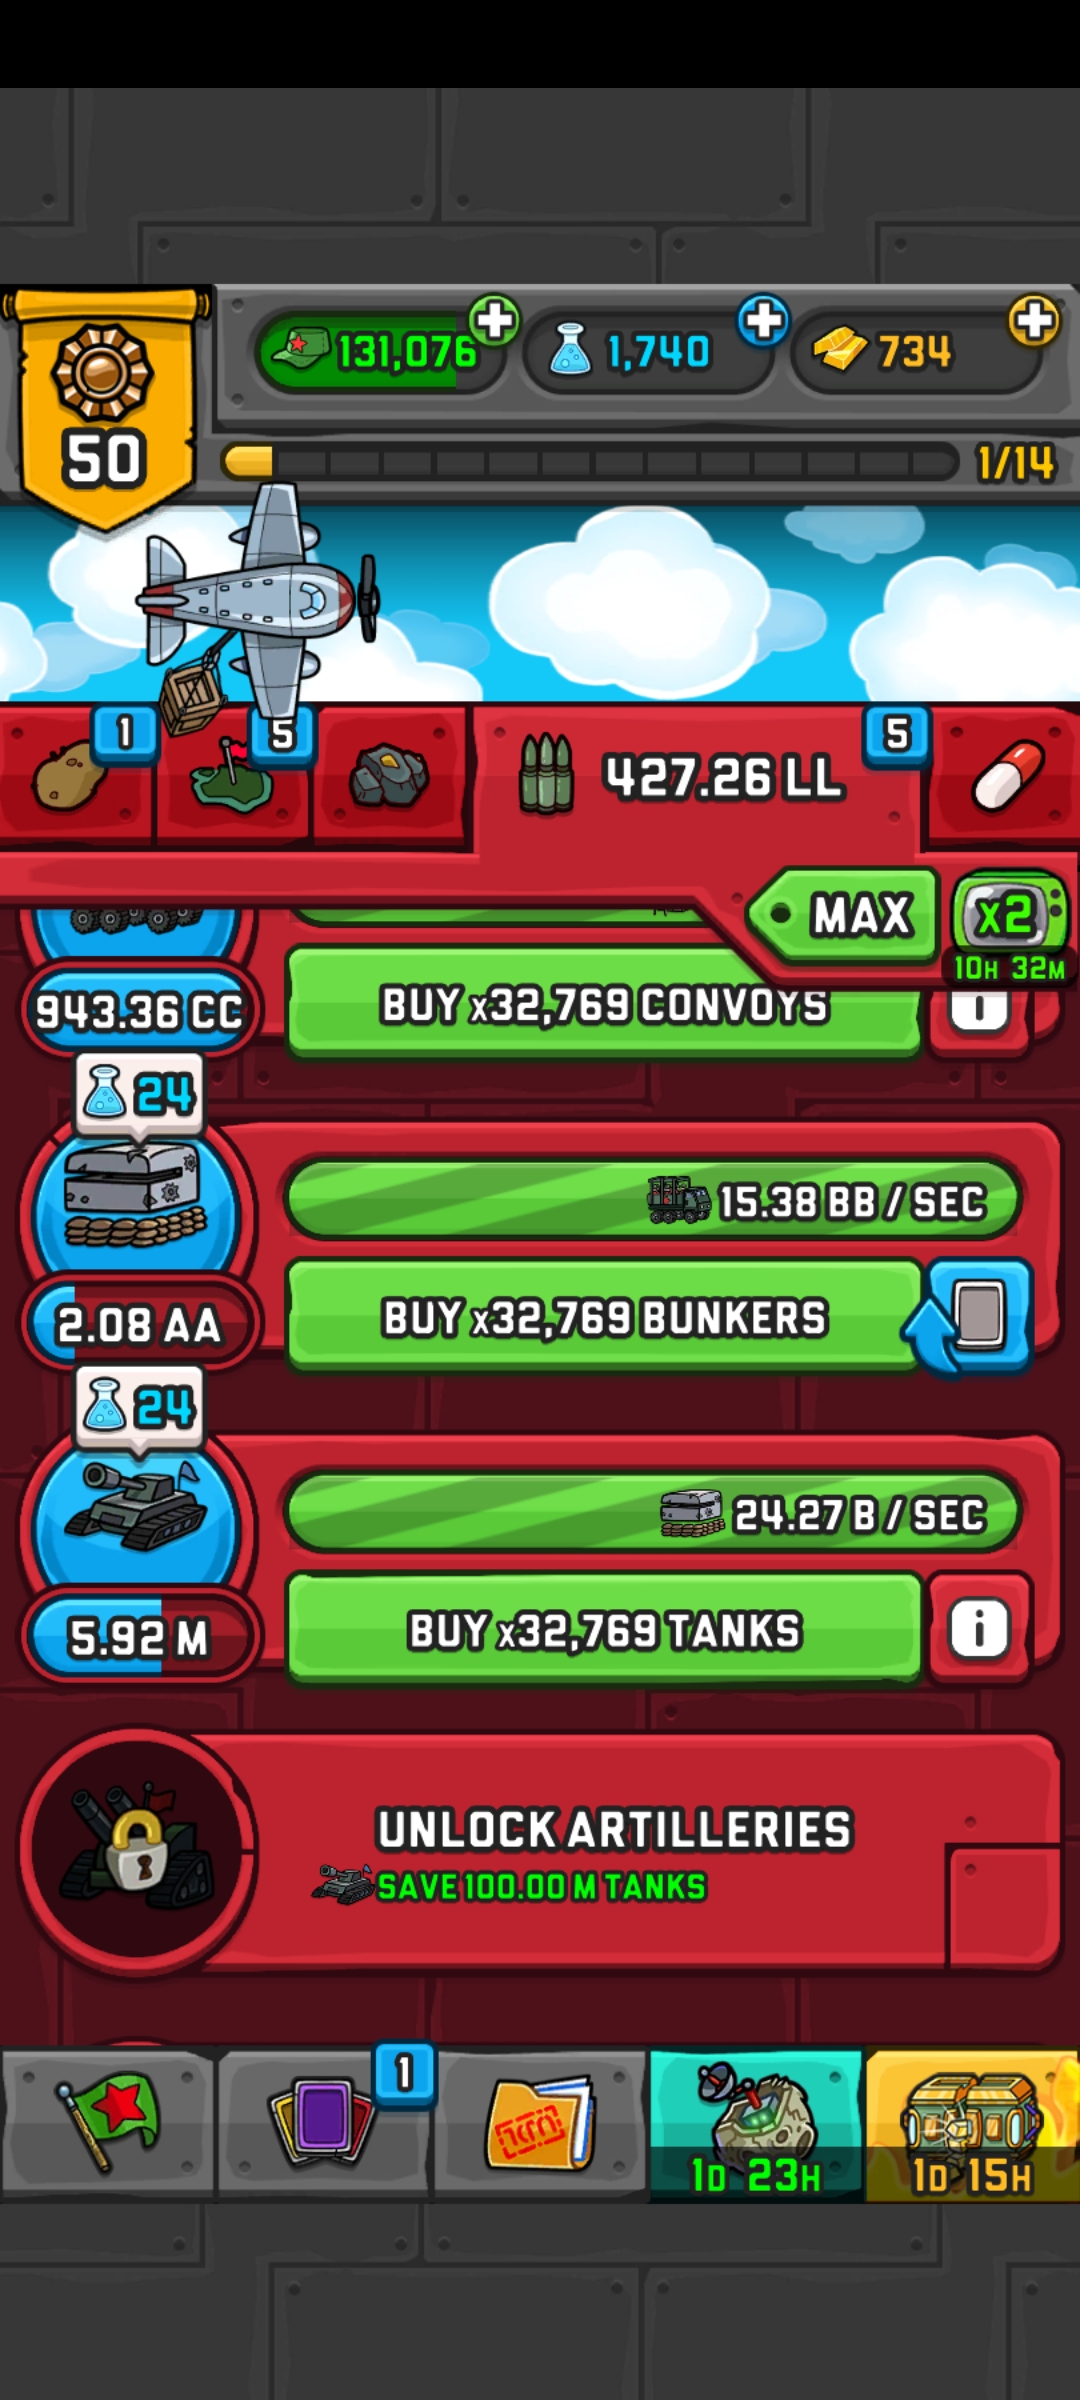 131,076
1,740
734
50
1/14
1
5
427.26 LL
5
MAX
x2
10H 32M
943.36 CC
BUY x32,769 CONVOYS
i
24
15.38 BB / SEC
2.08 AA
BUY x32,769 BUNKERS
24
24.27 B / SEC
5.92 M
BUY x32,769 TANKS
i
UNLOCK ARTILLERIES
SAVE 100.00 M TANKS
1
1D 23H
1D 15H